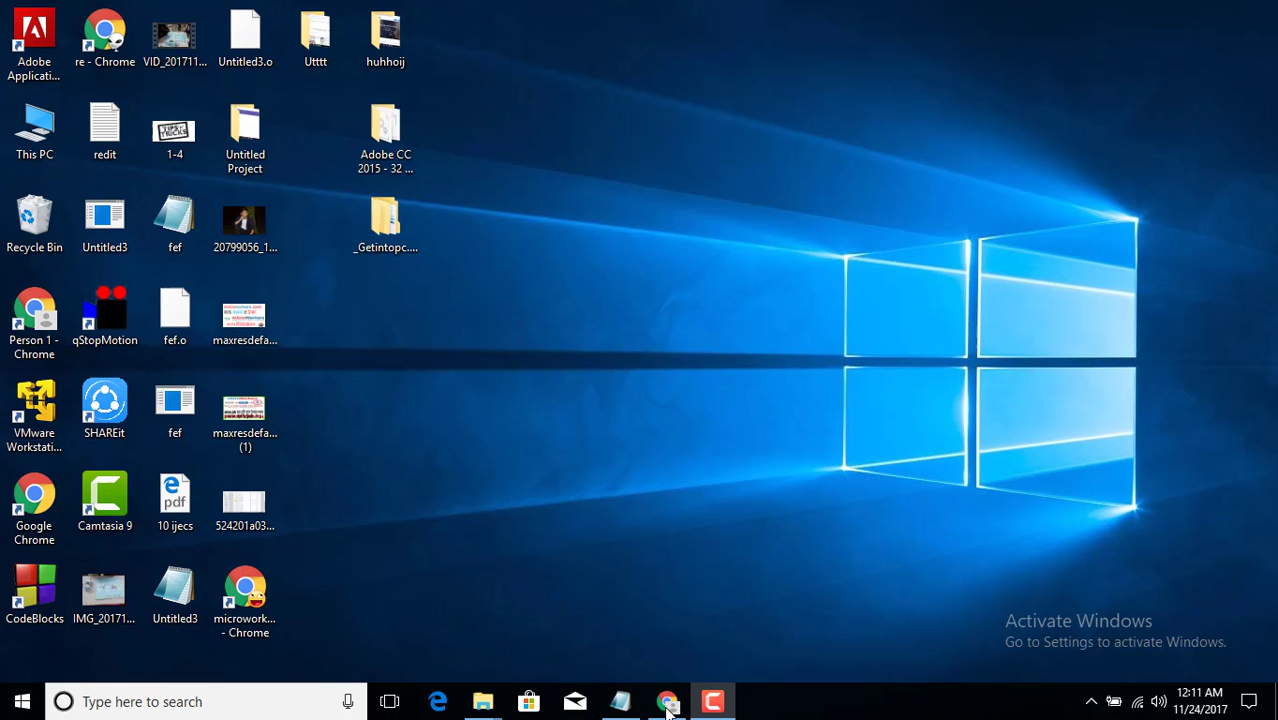 Adobe
Applicati...
re - Chrome
VID_201711...
Untitled3.o
Utttt
huhhoij
This PC
redit
TIPS & TRICKS
1-4
Untitled
Project
Adobe CC
2015 - 32 ...
Recycle Bin
Untitled3
fef
20799056_1...
_Getintopc....
Person 1 -
Chrome
qStopMotion
fef.o
maxresdefa...
VMware
Workstati...
SHAREit
fef
maxresdefa...
(1)
Google
Chrome
Camtasia 9
pdf
10 ijecs
524201a03...
CodeBlocks
IMG_20171...
Untitled3
microwork...
- Chrome
Activate Windows
Go to Settings to activate Windows.
Type here to search
12:11 AM
11/24/2017